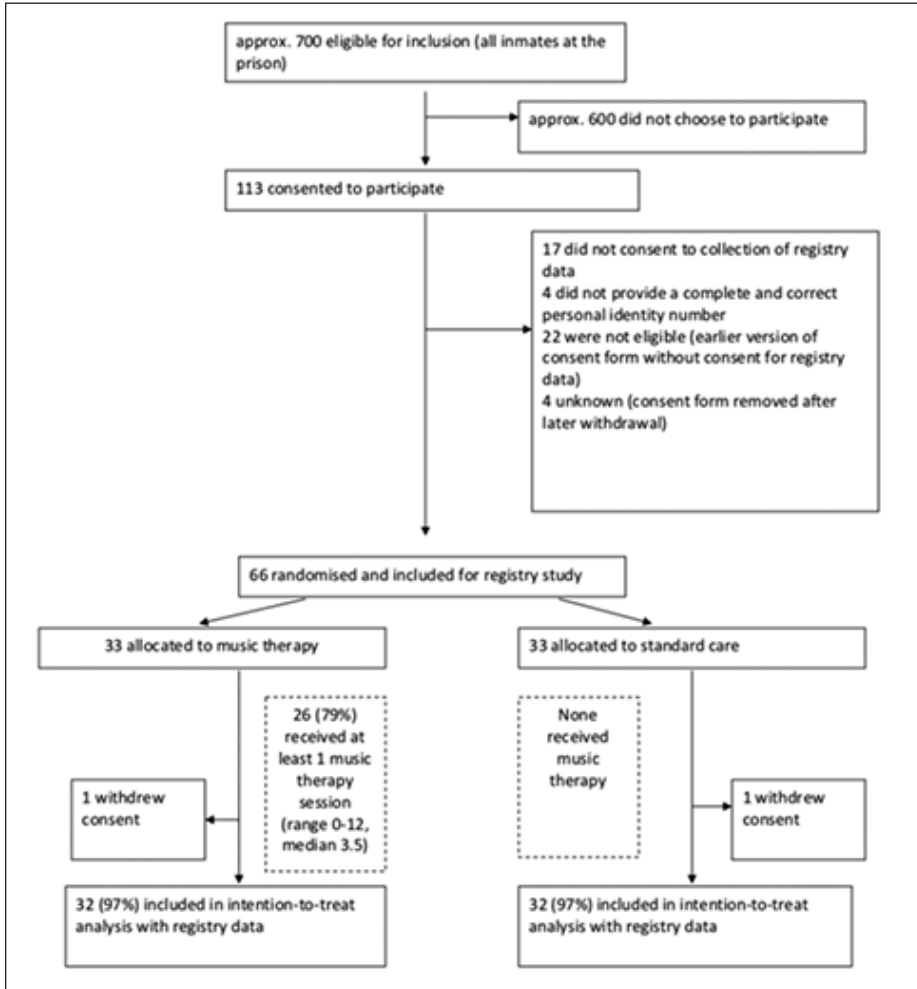 approx. 700 eligible for inclusion (all inmates at the
prison)
approx. 600 did not choose to participate
113 consented to participate
17 did not consent to collection of registry
data
4 did not provide a complete and correct
personal identity number
22 were not eligible (earlier version of
consent form without consent for registry
data)
4 unknown (consent form removed after
later withdrawal)
66 randomised and included for registry study
33 allocated to music therapy
33 allocated to standard care
26 (79%)
received at
least 1 music
therapy
session
(range 0-12,
median 3.5)
None
received
music
therapy
1 withdrew
consent
1 withdrew
consent
32 (97%) included in intention-to-treat
analysis with registry data
32 (97%) included in intention-to-treat
analysis with registry data